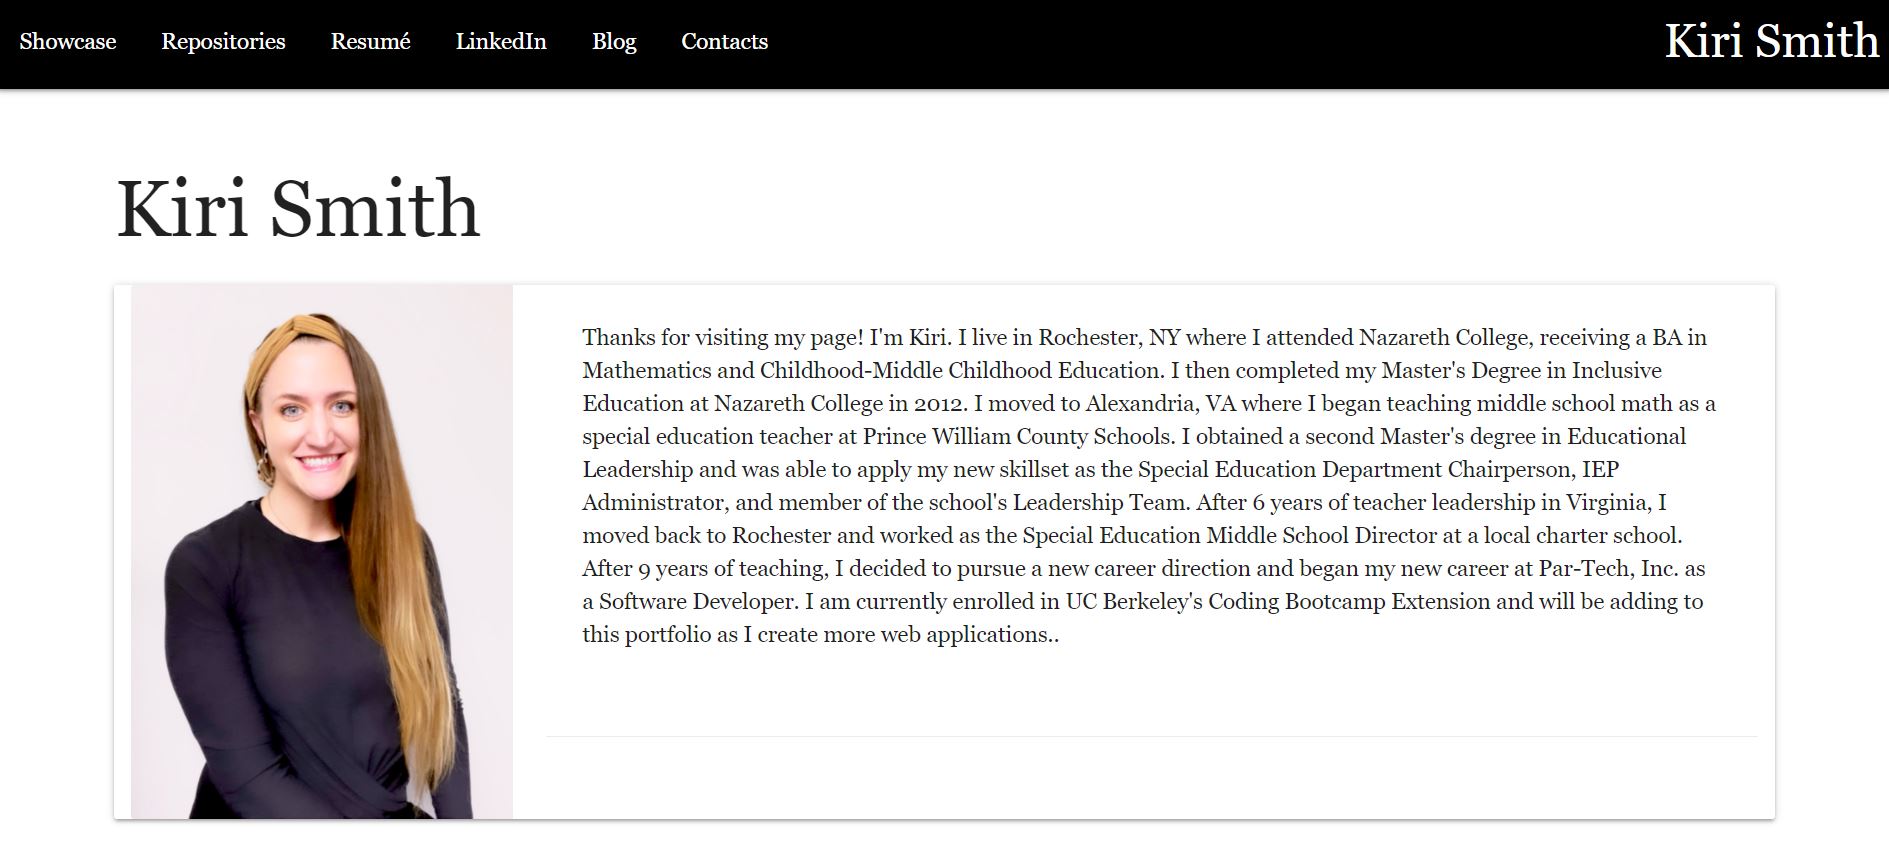 Showcase Repositories Resumé LinkedIn Blog Contacts Kiri Smith
Kiri Smith
Thanks for visiting my page! I'm Kiri. I live in Rochester, NY where I attended Nazareth College, receiving a BA in
Mathematics and Childhood-Middle Childhood Education. I then completed my Master's Degree in Inclusive
Education at Nazareth College in 2012. I moved to Alexandria, VA where I began teaching middle school math as a
special education teacher at Prince William County Schools. I obtained a second Master's degree in Educational
Leadership and was able to apply my new skillset as the Special Education Department Chairperson, IEP
Administrator, and member of the school's Leadership Team. After 6 years of teacher leadership in Virginia, I
moved back to Rochester and worked as the Special Education Middle School Director at a local charter school.
After 9 years of teaching, I decided to pursue a new career direction and began my new career at Par-Tech, Inc. as
a Software Developer. I am currently enrolled in UC Berkeley's Coding Bootcamp Extension and will be adding to
this portfolio as I create more web applications..